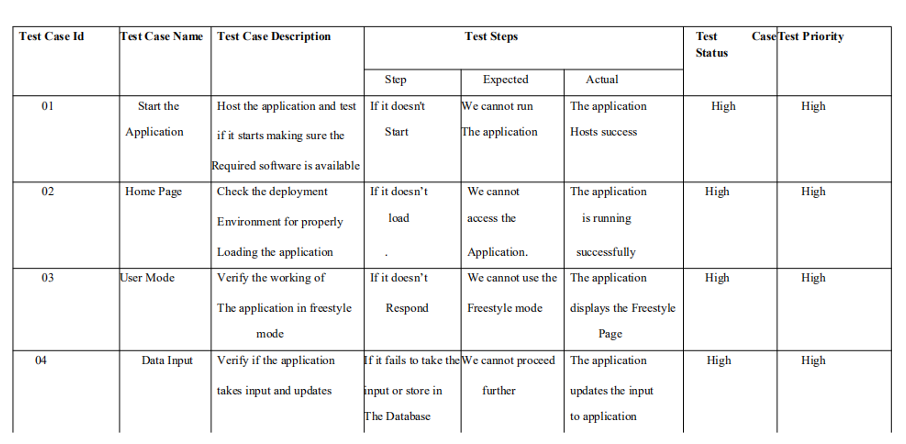 Test Case Id Test Case Name Test Case Description Test Steps Test Case Status Test Priority
Step Expected Actual
01 Start the Host the application and test If it doesn't We cannot run The application High High
Application if it starts making sure the Start The application Hosts success
Required software is available
02 Home Page Check the deployment If it doesn’t We cannot The application High High
Environment for properly load access the is running
Loading the application . Application. successfully
03 User Mode Verify the working of If it doesn’t We cannot use the The application High High
The application in freestyle Respond Freestyle mode displays the Freestyle
mode Page
04 Data Input Verify if the application If it fails to take the We cannot proceed The application High High
takes input and updates input or store in further updates the input
The Database to application